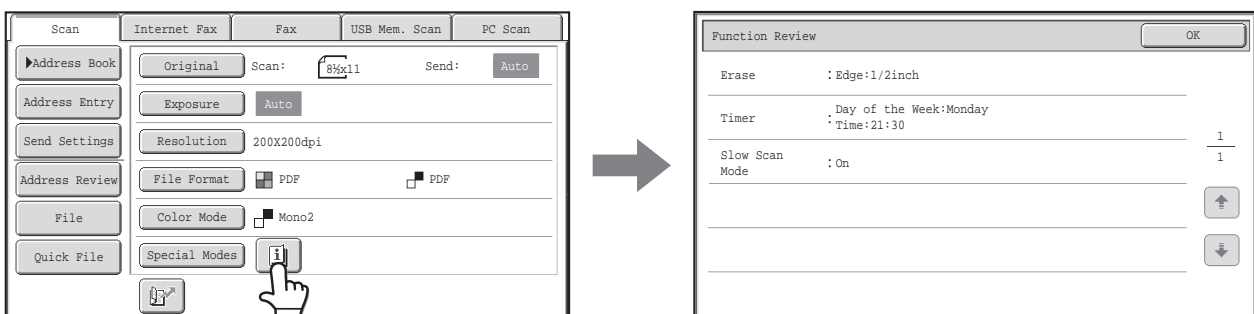 Scan Internet Fax Fax USB Mem. Scan PC Scan
Address Book Original Scan: 8½x11 Send: Auto
Address Entry Exposure Auto
Send Settings Resolution 200X200dpi
Address Review File Format PDF PDF
File Color Mode Mono2
Quick File Special Modes
Function Review OK
Erase :Edge:1/2inch
Timer :Day of the Week:Monday
Time:21:30
Slow Scan
Mode :On
1
1